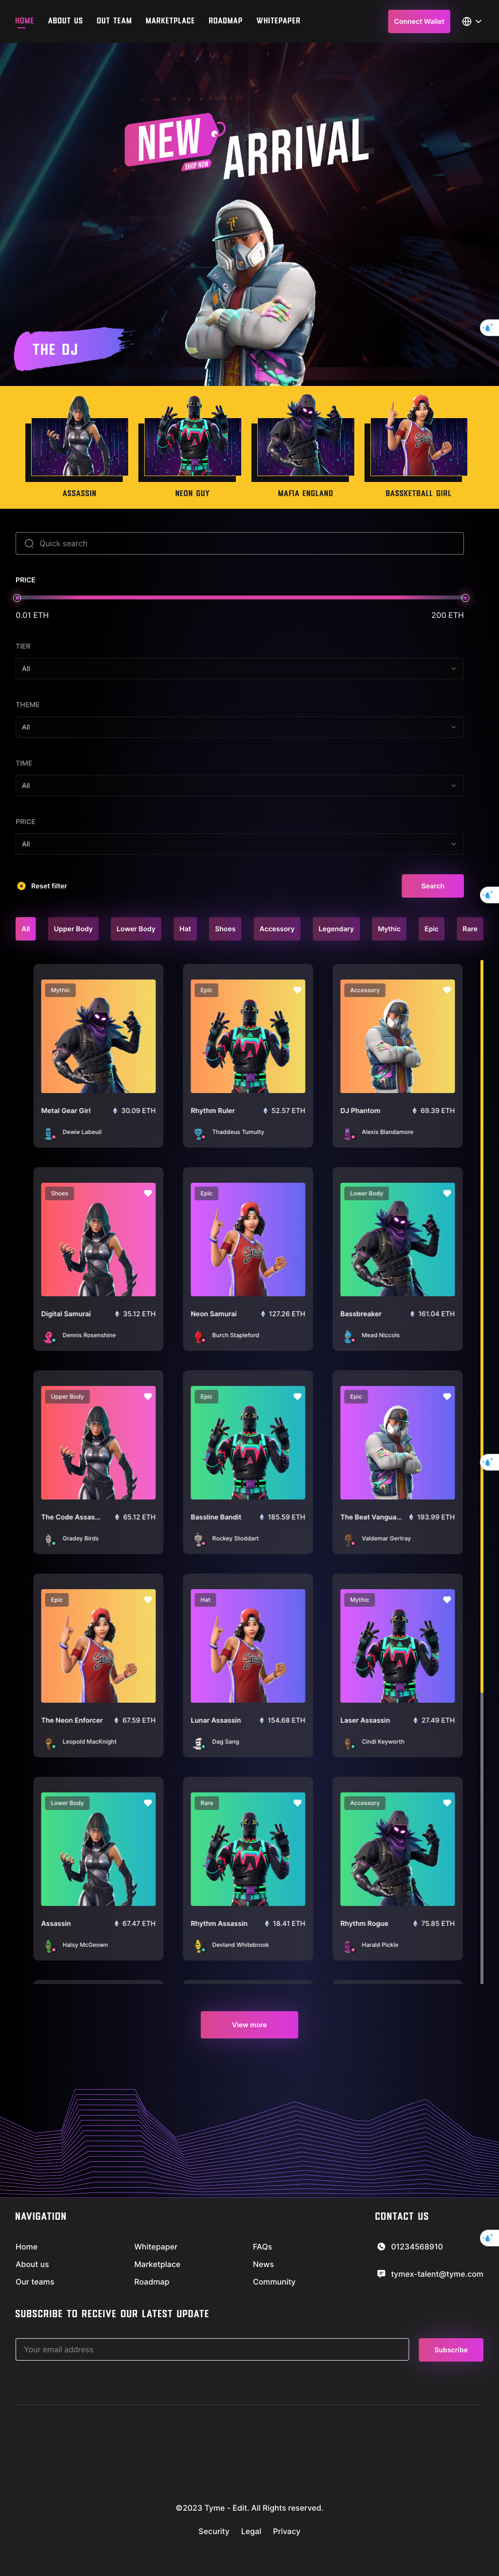 HOME ABOUT US OUT TEAM MARKETPLACE ROADMAP WHITEPAPER Connect Wallet
NEW ARRIVAL
SHOP NOW
THE DJ
ASSASSIN NEON GUY MAFIA ENGLAND BASSKETBALL GIRL
Quick search
PRICE
0.01 ETH 200 ETH
TIER
All
THEME
All
TIME
All
PRICE
All
Reset filter Search
All Upper Body Lower Body Hat Shoes Accessory Legendary Mythic Epic Rare
Mythic Epic Accessory
Metal Gear Girl 30.09 ETH Rhythm Ruler 52.57 ETH DJ Phantom 69.39 ETH
Dewie Labeuil Thaddeus Tumulty Alexis Blandamore
Shoes Epic Lower Body
Digital Samurai 35.12 ETH Neon Samurai 127.26 ETH Bassbreaker 161.04 ETH
Dennis Rosenshine Burch Stapleford Mead Niccols
Upper Body Epic Epic
The Code Assas... 65.12 ETH Bassline Bandit 185.59 ETH The Beat Vangua... 193.99 ETH
Gradey Birds Rockey Stoddart Valdemar Gertray
Epic Hat Mythic
The Neon Enforcer 67.59 ETH Lunar Assassin 154.68 ETH Laser Assassin 27.49 ETH
Leopold MacKnight Dag Sang Cindi Keyworth
Lower Body Rare Accessory
Assassin 67.47 ETH Rhythm Assassin 18.41 ETH Rhythm Rogue 75.85 ETH
Halsy McGeown Devland Whitebrook Harald Pickle
View more
NAVIGATION CONTACT US
Home Whitepaper FAQs 01234568910
About us Marketplace News
Our teams Roadmap Community tymex-talent@tyme.com
SUBSCRIBE TO RECEIVE OUR LATEST UPDATE
Your email address Subscribe
©2023 Tyme - Edit. All Rights reserved.
Security Legal Privacy